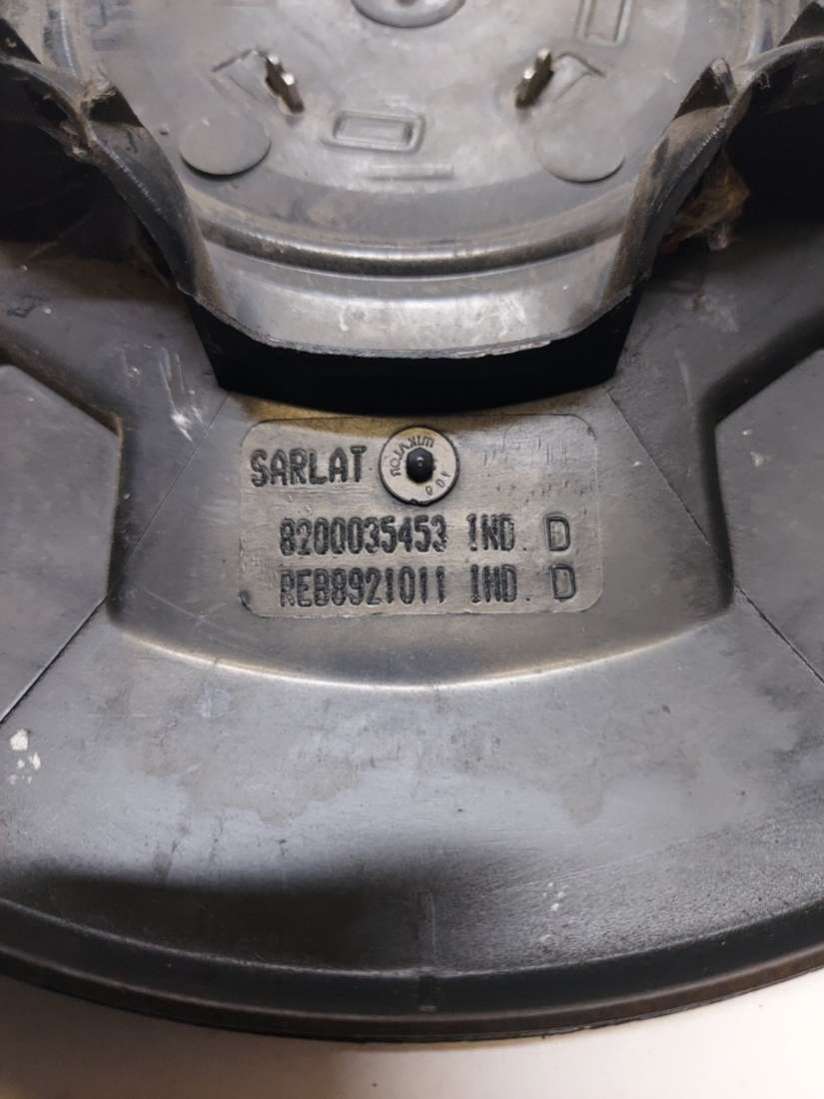 SARLAT
8200035453 IND. D
REB8921011 IND. D